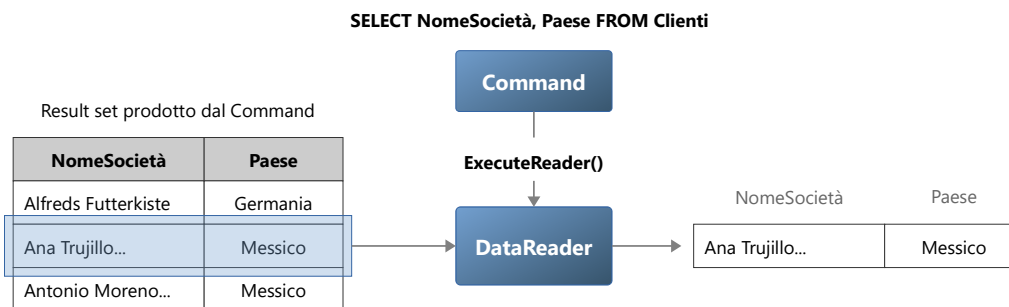 SELECT NomeSocietà, Paese FROM Clienti
Command
Result set prodotto dal Command
NomeSocietà Paese
Alfreds Futterkiste Germania
Ana Trujillo... Messico
Antonio Moreno... Messico
ExecuteReader()
DataReader
NomeSocietà Paese
Ana Trujillo... Messico